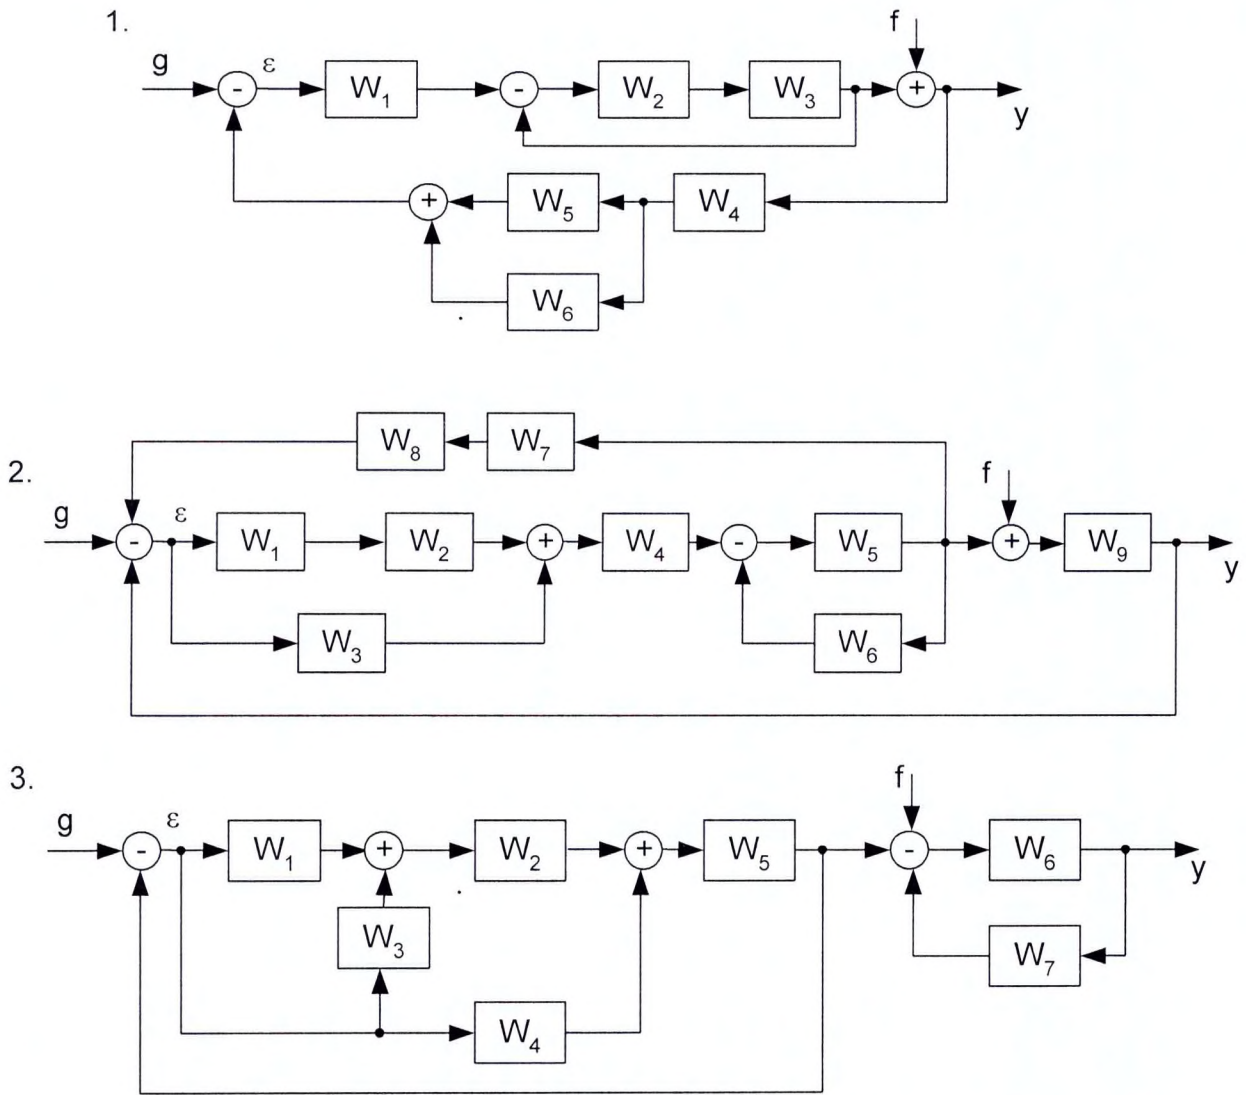 1.
f
g ε W1 - W2 W3 + y
-
+ W5 W4
W6
2.
W8 W7
f
g - ε W1 W2 + W4 - W5 + W9 y
W3 W6
3.
f
g - ε W1 + W2 + W5 - W6 y
W3 W7
W4